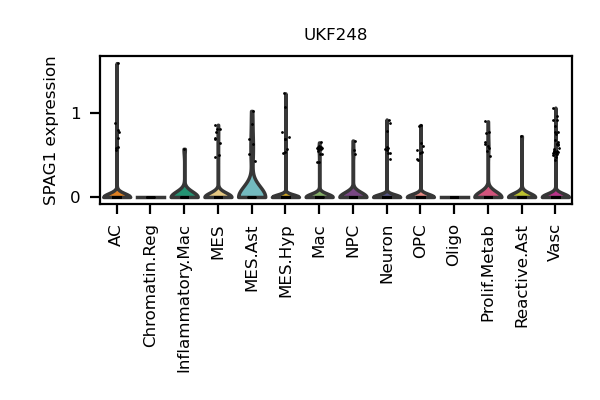 UKF248
SPAG1 expression
1
0
AC
Chromatin.Reg
Inflammatory.Mac
MES
MES.Ast
MES.Hyp
Mac
NPC
Neuron
OPC
Oligo
Prolif.Metab
Reactive.Ast
Vasc